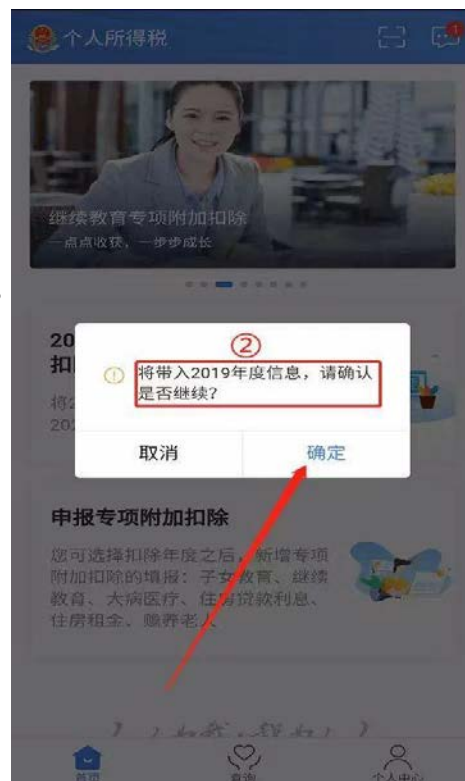 个人所得税
继续教育专项附加扣除
一点点收获，一步步成长
20
扣
②
将带入2019年度信息，请确认
是否继续？
将2
202
取消
确定
申报专项附加扣除
您可选择扣除年度之后，新增专项
附加扣除的填报：子女教育、继续
教育、大病医疗、住房贷款利息、
住房租金、赡养老人
首页
查询
个人中心